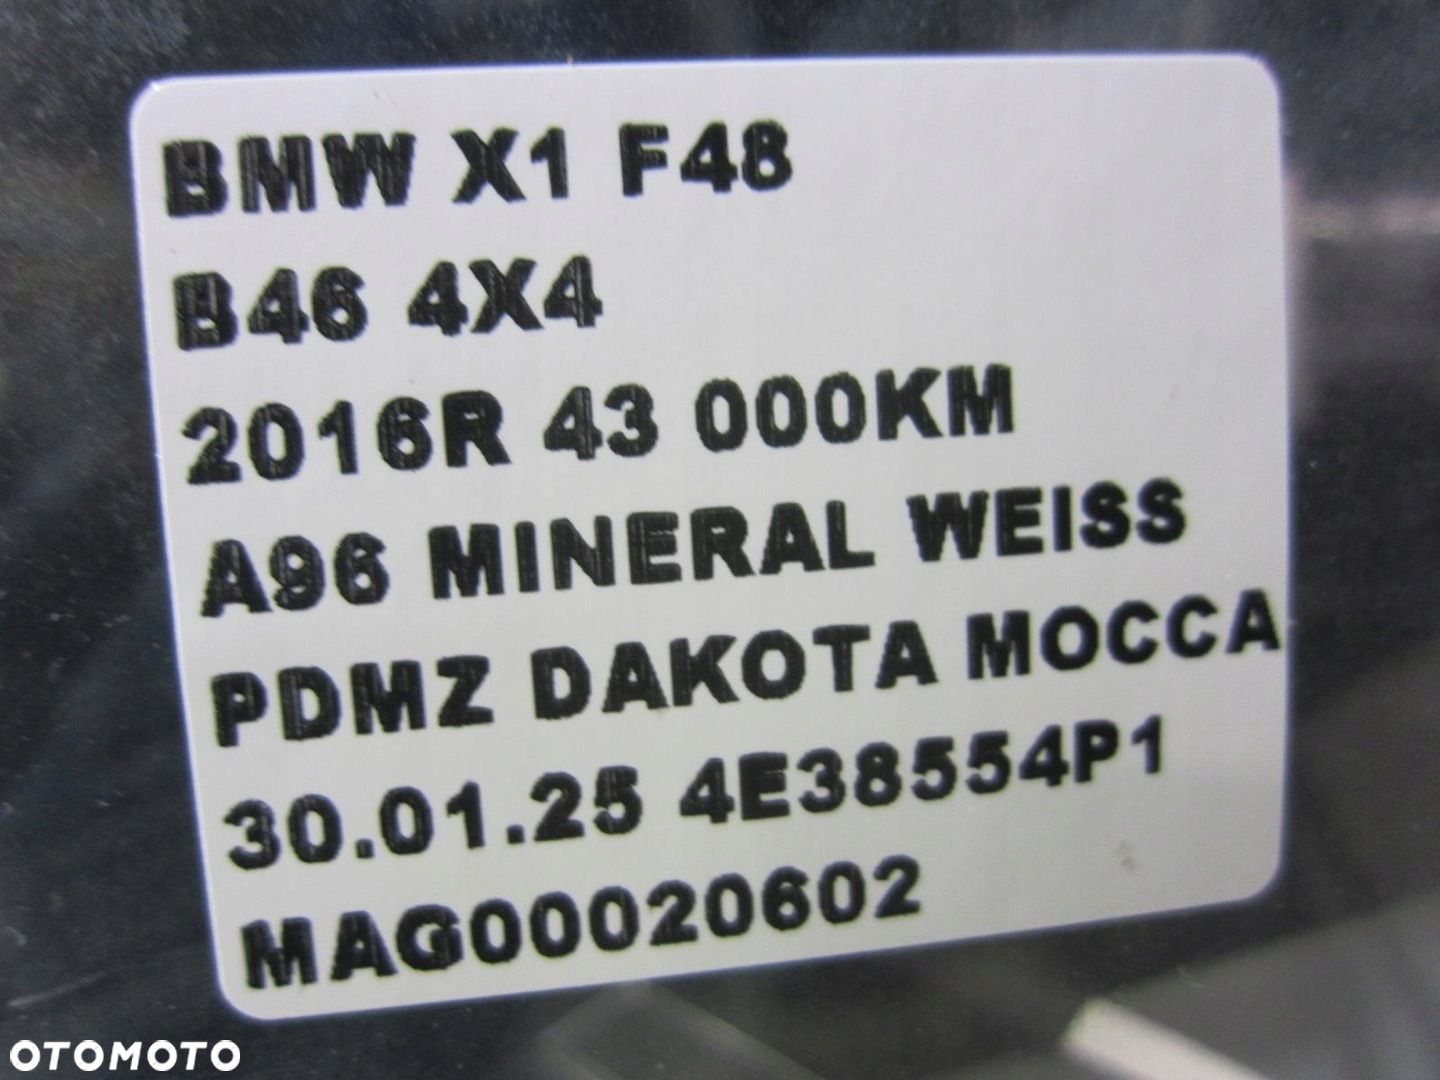 BMW X1 F48
B46 4X4
2016R 43 000KM
A96 MINERAL WEISS
PDMZ DAKOTA MOCCA
30.01.25 4E38554P1
MAG00020602
OTOMOTO